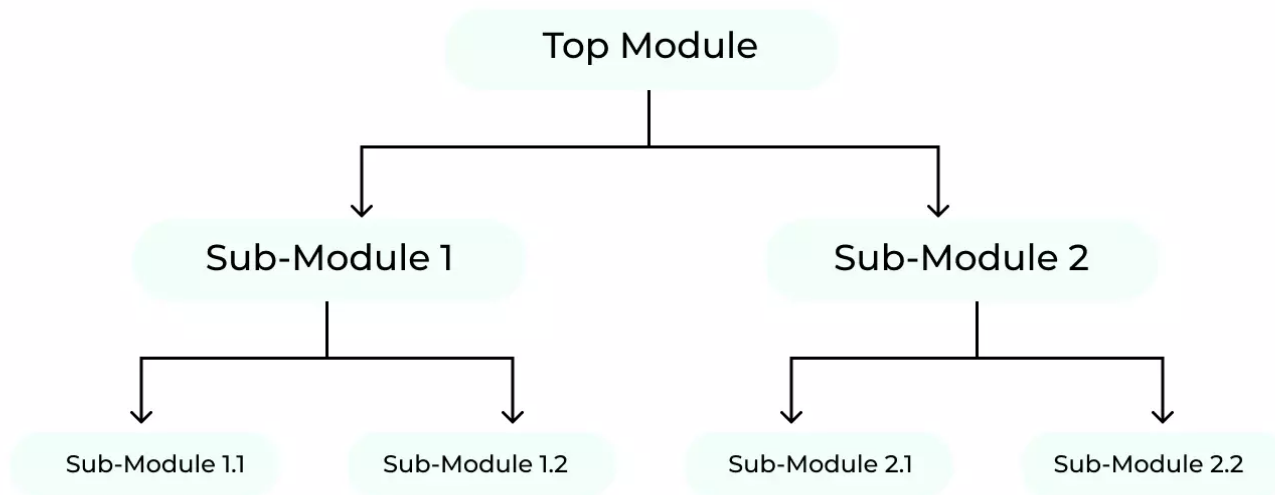 Top Module
Sub-Module 1
Sub-Module 2
Sub-Module 1.1
Sub-Module 1.2
Sub-Module 2.1
Sub-Module 2.2